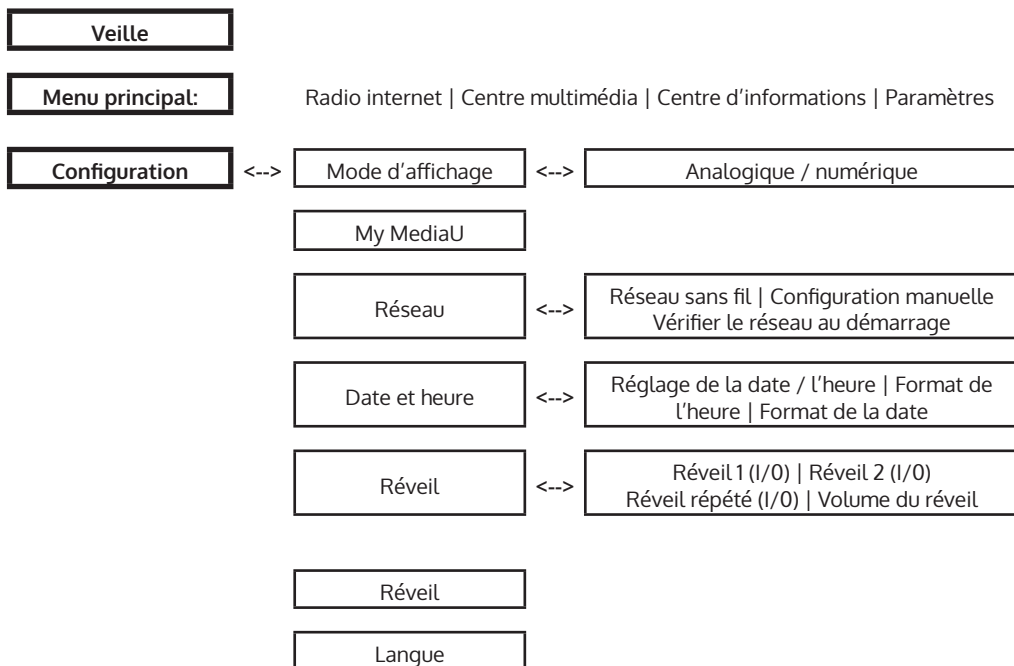 Veille
Menu principal: Radio internet | Centre multimédia | Centre d'informations | Paramètres
Configuration <--> Mode d'affichage <--> Analogique / numérique
My MediaU
Réseau <--> Réseau sans fil | Configuration manuelle
Vérifier le réseau au démarrage
Date et heure <--> Réglage de la date / l'heure | Format de
l'heure | Format de la date
Réveil <--> Réveil 1 (I/0) | Réveil 2 (I/0)
Réveil répété (I/0) | Volume du réveil
Réveil
Langue